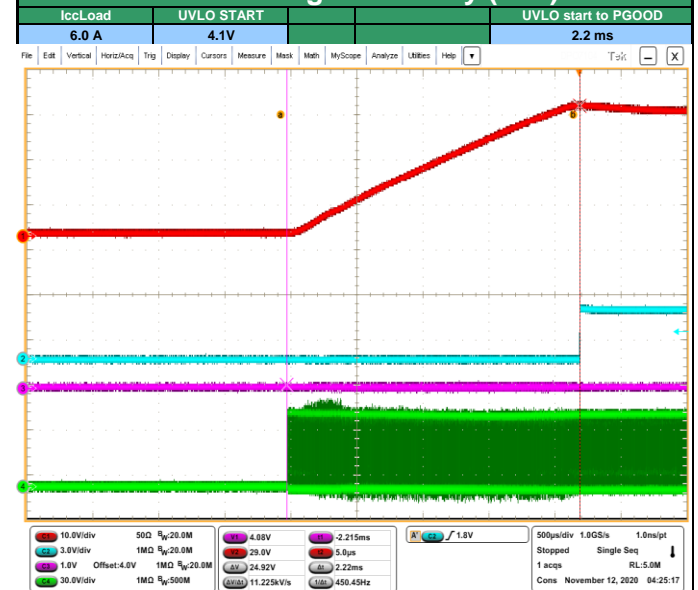 IccLoad UVLO START UVLO start to PGOOD
6.0 A 4.1V 2.2 ms
File Edit Vertical Horiz/Acq Trig Display Cursors Measure Mask Math MyScope Analyze Utilities Help Tek X
a
b
1
2
3
4
C1 10.0V/div 50Ω BW:20.0M
C2 3.0V/div 1MΩ BW:20.0M
C3 1.0V Offset:4.0V 1MΩ BW:20.0M
C4 30.0V/div 1MΩ BW:500M
V1 4.08V
V2 29.0V
ΔV 24.92V
ΔV/Δt 11.225kV/s
t1 -2.215ms
t2 5.0µs
Δt 2.22ms
1/Δt 450.45Hz
A' C2 / 1.8V
500µs/div 1.0GS/s 1.0ns/pt
Stopped Single Seq
1 acqs RL:5.0M
Cons November 12, 2020 04:25:17